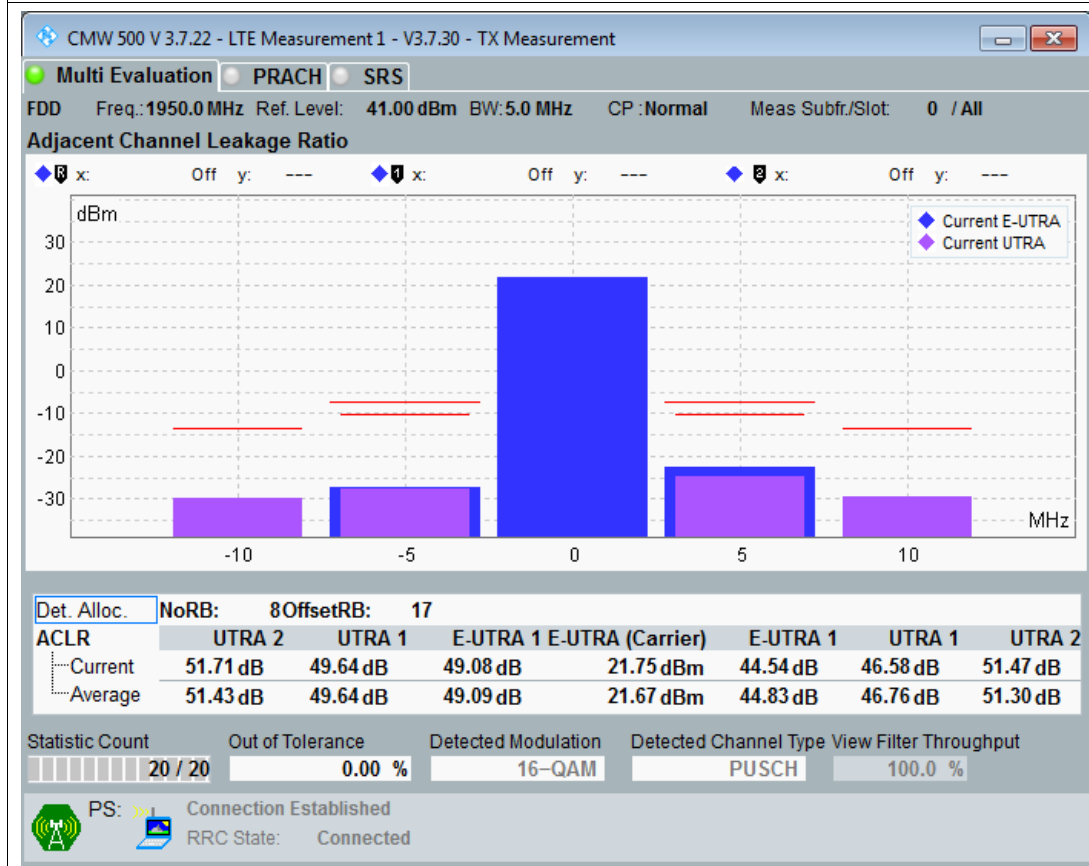 CMW 500 V 3.7.22 - LTE Measurement 1 - V3.7.30 - TX Measurement
Multi Evaluation PRACH SRS
FDD Freq.: 1950.0 MHz Ref. Level: 41.00 dBm BW: 5.0 MHz CP : Normal Meas Subfr./Slot: 0 / All
Adjacent Channel Leakage Ratio
R x: Off y: --- 1 x: Off y: --- 2 x: Off y: ---
dBm
Current E-UTRA
Current UTRA
30
20
10
0
-10
-20
-30
MHz
-10 -5 0 5 10
Det. Alloc. NoRB: 8 OffsetRB: 17
ACLR UTRA 2 UTRA 1 E-UTRA 1 E-UTRA (Carrier) E-UTRA 1 UTRA 1 UTRA 2
Current 51.71 dB 49.64 dB 49.08 dB 21.75 dBm 44.54 dB 46.58 dB 51.47 dB
Average 51.43 dB 49.64 dB 49.09 dB 21.67 dBm 44.83 dB 46.76 dB 51.30 dB
Statistic Count Out of Tolerance Detected Modulation Detected Channel Type View Filter Throughput
20 / 20 0.00 % 16-QAM PUSCH 100.0 %
PS: Connection Established
RRC State: Connected